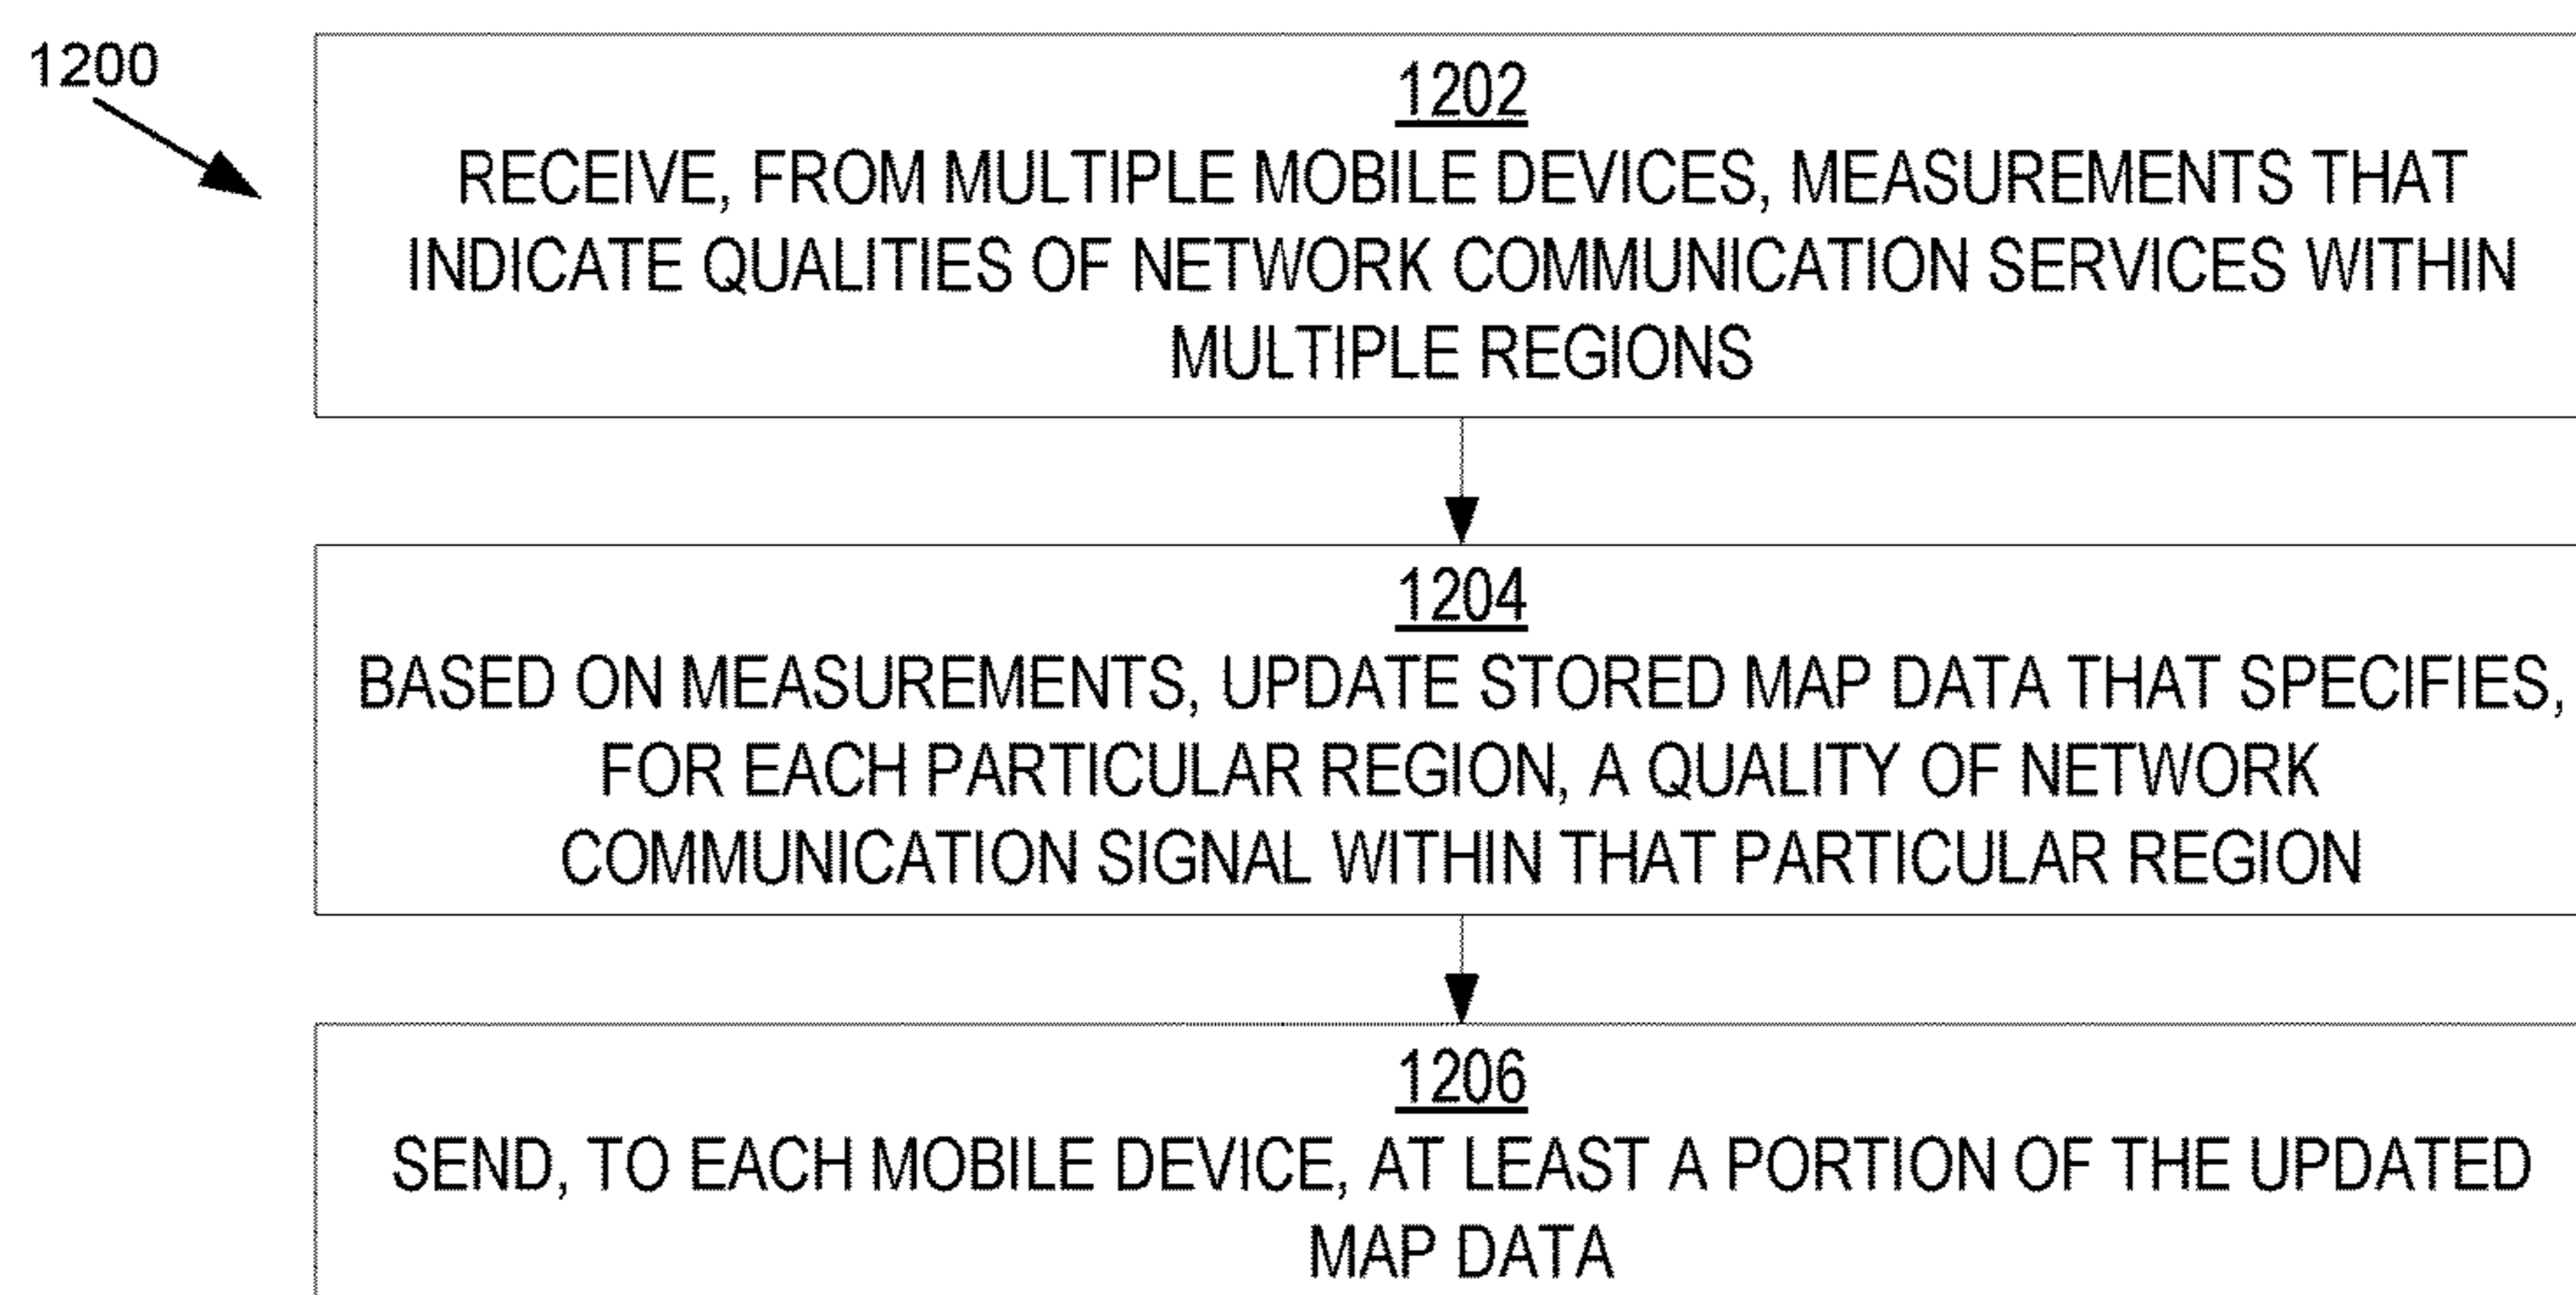 1200
1202
RECEIVE, FROM MULTIPLE MOBILE DEVICES, MEASUREMENTS THAT
INDICATE QUALITIES OF NETWORK COMMUNICATION SERVICES WITHIN
MULTIPLE REGIONS
1204
BASED ON MEASUREMENTS, UPDATE STORED MAP DATA THAT SPECIFIES,
FOR EACH PARTICULAR REGION, A QUALITY OF NETWORK
COMMUNICATION SIGNAL WITHIN THAT PARTICULAR REGION
1206
SEND, TO EACH MOBILE DEVICE, AT LEAST A PORTION OF THE UPDATED
MAP DATA